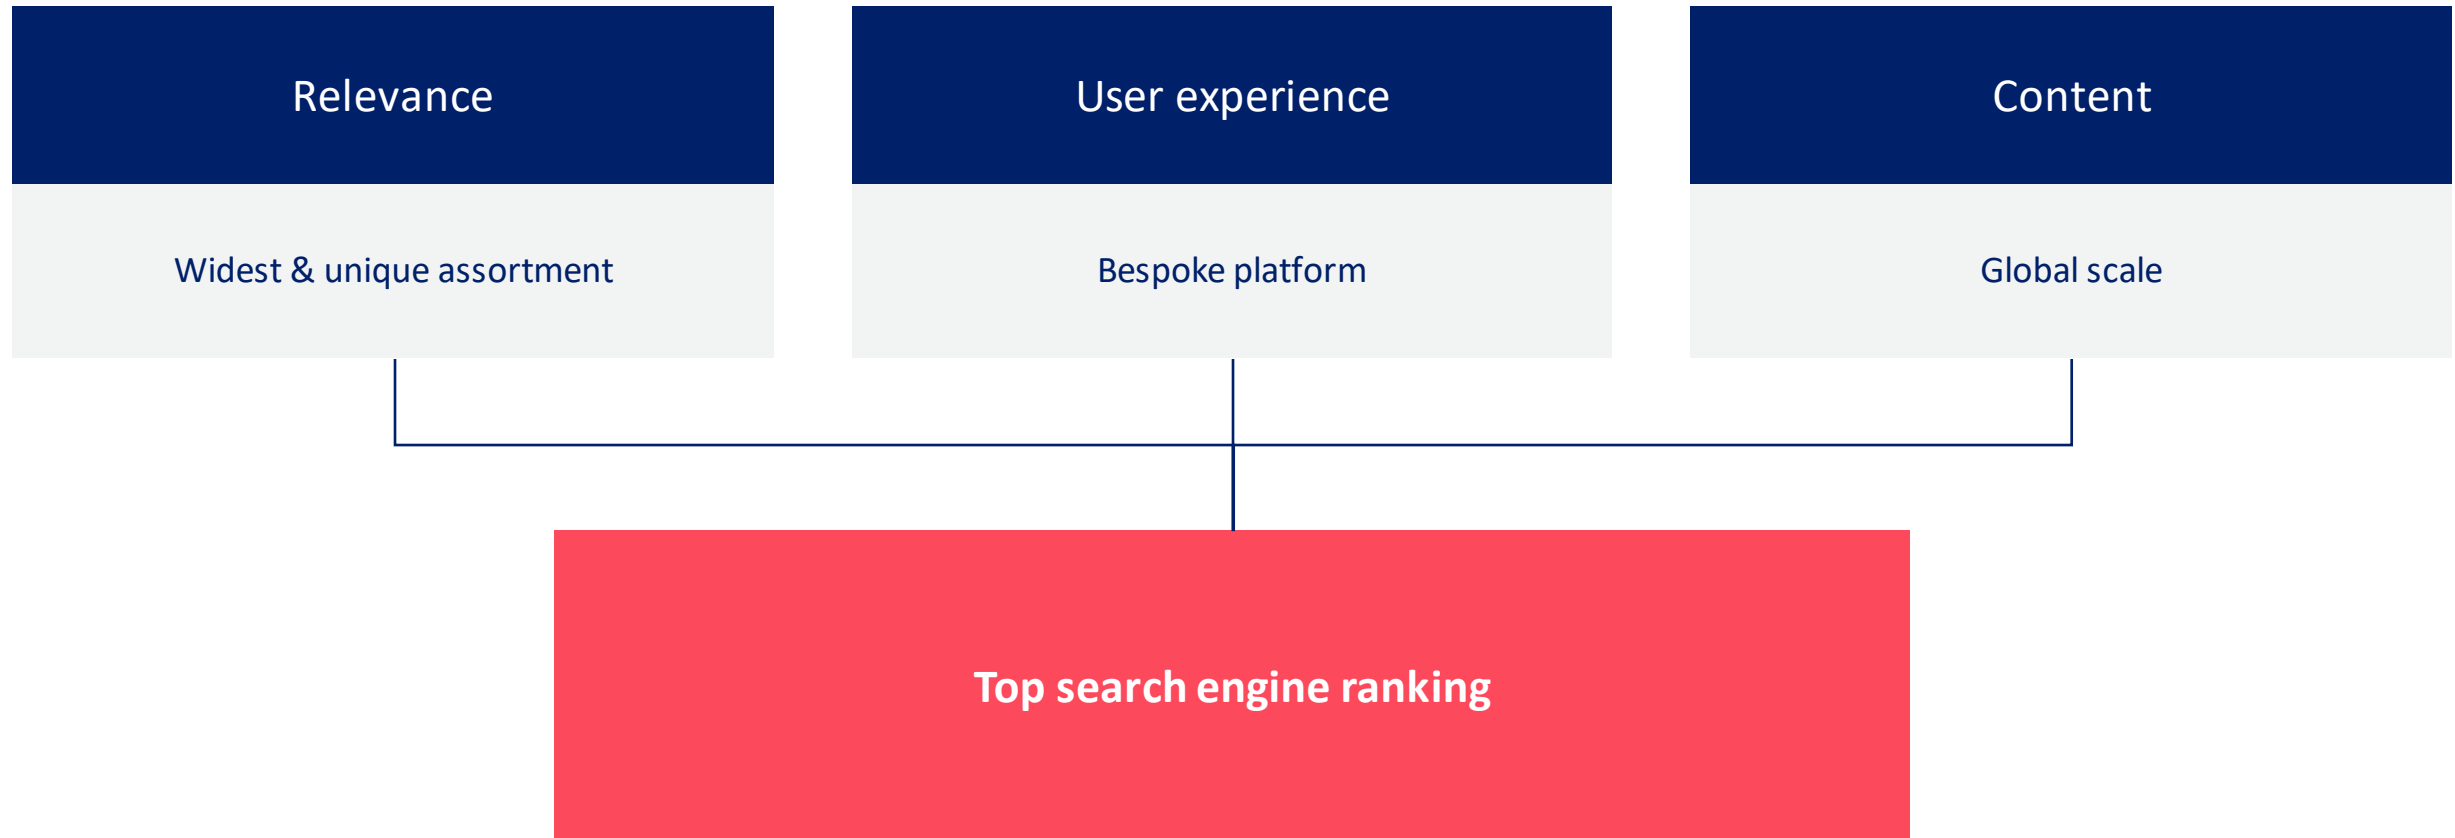 Relevance
User experience
Content
Widest & unique assortment
Bespoke platform
Global scale
Top search engine ranking